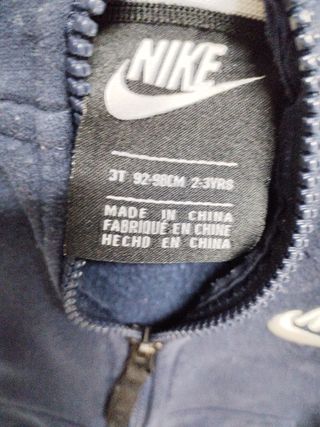 NIKE
3T 92-98CM 2-3YRS
MADE IN CHINA
FABRIQUÉ EN CHINE
HECHO EN CHINA